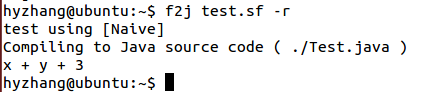 hyzhang@ubuntu:~$ f2j test.sf -r
test using [Naive]
Compiling to Java source code ( ./Test.java )
x + y + 3
hyzhang@ubuntu:~$